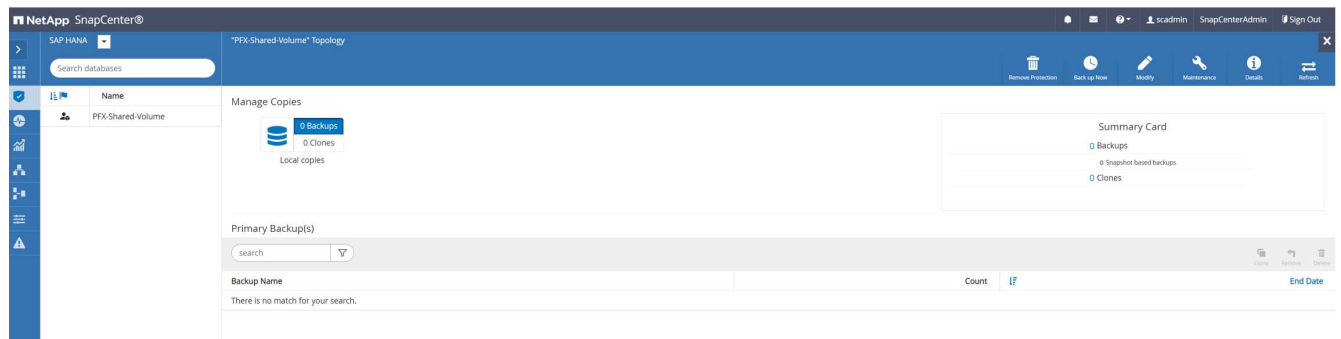 NetApp SnapCenter®
scadmin SnapCenterAdmin Sign Out
SAP HANA
"PFX-Shared-Volume" Topology
Search databases
Remove Protection Back up Now Modify Maintenance Details Refresh
Name
PFX-Shared-Volume
Manage Copies
0 Backups
0 Clones
Local copies
Summary Card
0 Backups
0 Snapshot based backups
0 Clones
Primary Backup(s)
search
Clone Restore Delete
Backup Name Count End Date
There is no match for your search.